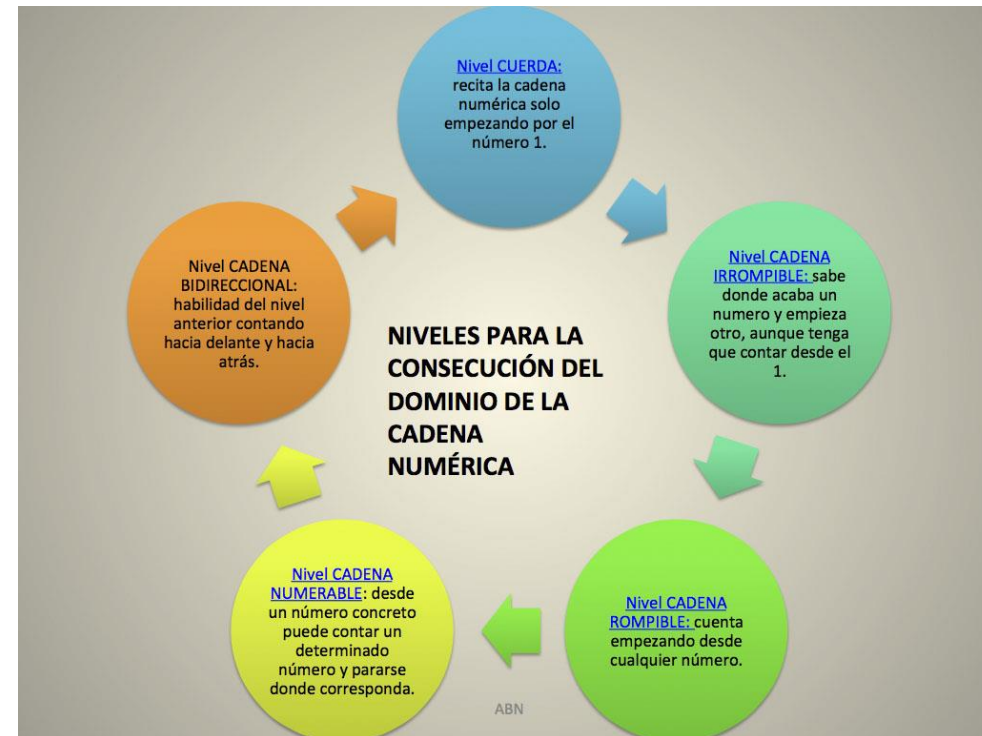 Nivel CUERDA:
recita la cadena
numérica solo
empezando por el
número 1.
Nivel CADENA
IRROMPIBLE: sabe
donde acaba un
numero y empieza
otro, aunque tenga
que contar desde el
1.
Nivel CADENA
ROMPIBLE: cuenta
empezando desde
cualquier número.
Nivel CADENA
NUMERABLE: desde
un número concreto
puede contar un
determinado
número y pararse
donde corresponda.
Nivel CADENA
BIDIRECCIONAL:
habilidad del nivel
anterior contando
hacia delante y hacia
atrás.
NIVELES PARA LA
CONSECUCIÓN DEL
DOMINIO DE LA
CADENA
NUMÉRICA
ABN